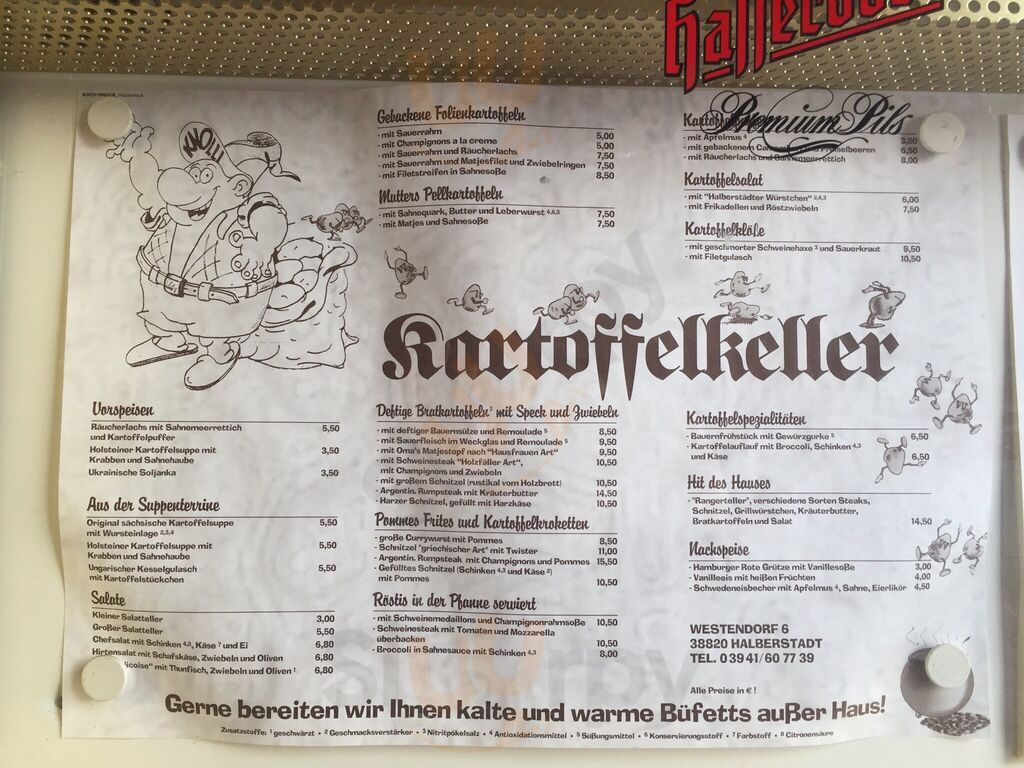 Hasseröder
Premium Pils
KOCH-DRUCK, Halberstadt
KNOLLI
Gebackene Folienkartoffeln
- mit Sauerrahm 5,00
- mit Champignons a la creme 7,50
- mit Sauerrahm und Räucherlachs 7,50
- mit Sauerrahm und Matjesfilet und Zwiebelringen 7,50
- mit Filetstreifen in Sahnesoße 8,50
Mutters Pellkartoffeln
- mit Sahnequark, Butter und Leberwurst 4,6,3 7,50
- mit Matjes und Sahnesoße 7,50
- mit Apfelmus 4 3,50
- mit gebackenem 6,50
- mit Räucherlachs und Sahnemeerrettich 8,00
Kartoffelsalat
- mit "Halberstädter Würstchen" 2,4,3 6,00
- mit Frikadellen und Röstzwiebeln 7,50
Kartoffelklöße
- mit geschmorter Schweinehaxe 3 und Sauerkraut 9,50
- mit Filetgulasch 10,50
Kartoffelkeller
Vorspeisen
Räucherlachs mit Sahnemeerrettich 5,50
und Kartoffelpuffer
Holsteiner Kartoffelsuppe mit 3,50
Krabben und Sahnehaube
Ukrainische Soljanka 3,50
Aus der Suppenterrine
Original sächsische Kartoffelsuppe 5,50
mit Wursteinlage 2,3,4
Holsteiner Kartoffelsuppe mit 5,50
Krabben und Sahnehaube
Ungarischer Kesselgulasch 5,50
mit Kartoffelstückchen
Salate
Kleiner Salatteller 3,00
Großer Salatteller 5,50
Chefsalat mit Schinken 4,3, Käse 7 und Ei 6,80
Hirtensalat mit Schafskäse, Zwiebeln und Oliven 6,80
icoise" mit Thunfisch, Zwiebeln und Oliven 1 6,80
Deftige Bratkartoffeln' mit Speck und Zwiebeln
- mit deftiger Bauernsülze und Remoulade 5 8,50
- mit Sauerfleisch im Weckglas und Remoulade 5 9,50
- mit Oma's Matjestopf nach "Hausfrauen Art" 9,50
- mit Schweinesteak "Holzfäller Art", 10,50
mit Champignons und Zwiebeln
- mit großem Schnitzel (rustikal vom Holzbrett) 10,50
- Argentin. Rumpsteak mit Kräuterbutter 14,50
- Harzer Schnitzel, gefüllt mit Harzkäse 10,50
Pommes Frites und Kartoffelkroketten
- große Currywurst mit Pommes 8,50
- Schnitzel "griechischer Art" mit Twister 11,00
- Argentin. Rumpsteak mit Champignons und Pommes 15,50
- Gefülltes Schnitzel (Schinken 4,3 und Käse 2)
mit Pommes 10,50
Röstis in der Pfanne serviert
- mit Schweinemedaillons und Champignonrahmsoße 10,50
- Schweinesteak mit Tomaten und Mozzarella
überbacken 10,50
- Broccoli in Sahnesauce mit Schinken 4,3 8,00
Kartoffelspezialitäten
- Bauernfrühstück mit Gewürzgurke 5 6,50
- Kartoffelauflauf mit Broccoli, Schinken 4,3
und Käse 6,50
Hit des Hauses
- "Rangerteller", verschiedene Sorten Steaks,
Schnitzel, Grillwürstchen, Kräuterbutter,
Bratkartoffeln und Salat 14,50
Nachspeise
- Hamburger Rote Grütze mit Vanillesoße 3,00
- Vanilleeis mit heißen Früchten 4,00
- Schwedeneisbecher mit Apfelmus 4, Sahne, Eierlikör 4,50
WESTENDORF 6
38820 HALBERSTADT
TEL. 0 39 41/60 77 39
Alle Preise in € !
Gerne bereiten wir Ihnen kalte und warme Büfetts außer Haus!
Zusatzstoffe: 1 geschwärzt • 2 Geschmacksverstärker • 3 Nitritpökelsalz • 4 Antioxidationsmittel • 5 Süßungsmittel • 6 Konservierungsstoff • 7 Farbstoff • 8 Citronensäure